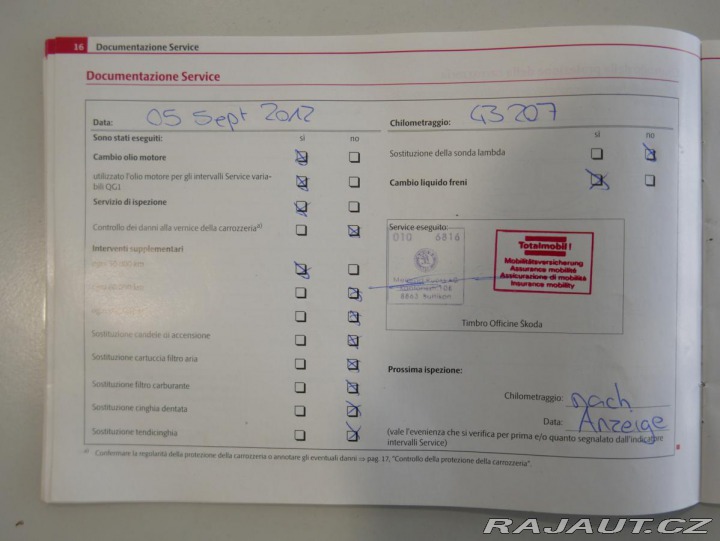 16 Documentazione Service
Documentazione Service
Data: 05 Sept 2012
Sono stati eseguiti: sì no
Cambio olio motore
utilizzato l'olio motore per gli intervalli Service varia-
bili QG1
Servizio di ispezione
Controllo dei danni alla vernice della carrozzeria a)
Interventi supplementari
Sostituzione candele di accensione
Sostituzione cartuccia filtro aria
Sostituzione filtro carburante
Sostituzione cinghia dentata
Sostituzione tendicinghia
Chilometraggio: 43 207
sì no
Sostituzione della sonda lambda
Cambio liquido freni
Service eseguito:
010 6816
Totalmobil!
Mobilitätsversicherung
Assurance mobilité
Assicurazione di mobilità
Insurance mobility
Timbro Officine Škoda
Prossima ispezione:
Chilometraggio: nach
Data: Anzeige
(vale l'evenienza che si verifica per prima e/o quanto segnalato dall'indicatore
intervalli Service)
a) Confermare la regolarità della protezione della carrozzeria o annotare gli eventuali danni ⇨ pag. 17, "Controllo della protezione della carrozzeria".
RAJAUT.CZ